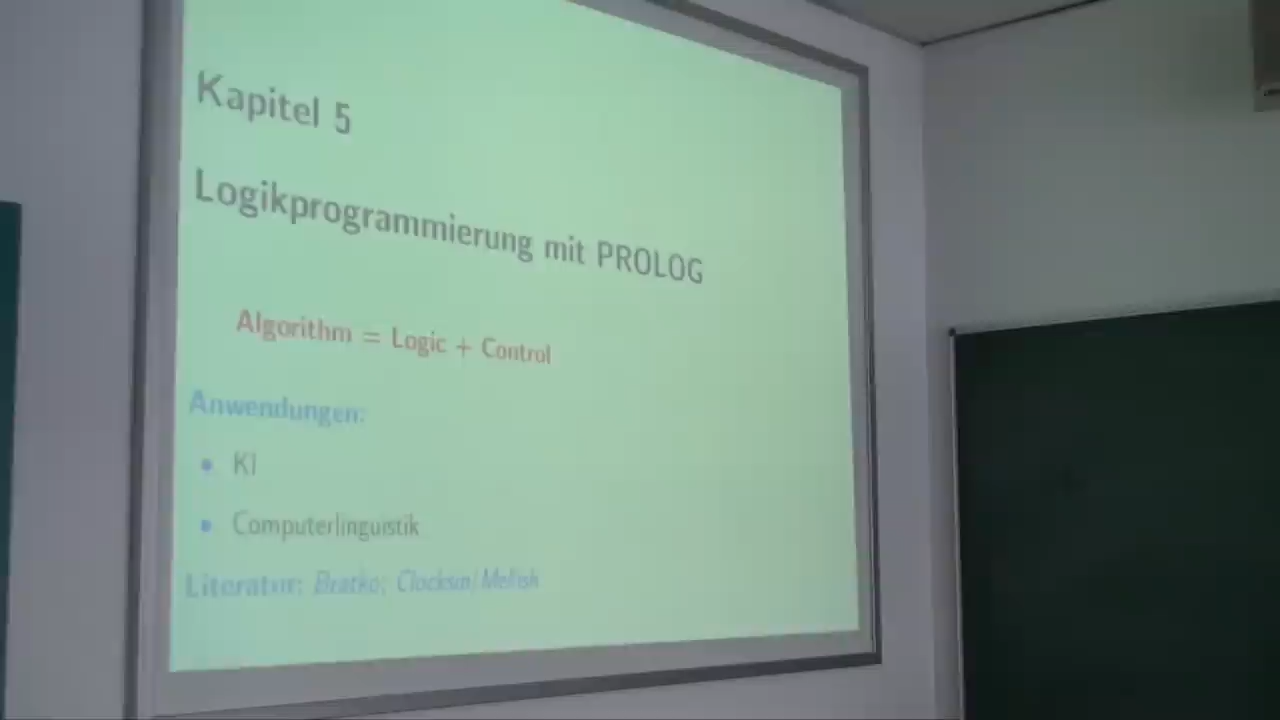 Kapitel 5
Logikprogrammierung mit PROLOG
Algorithm = Logic + Control
Anwendungen:
• KI
• Computerlinguistik
Literatur: Bratko; Clocksin/Mellish